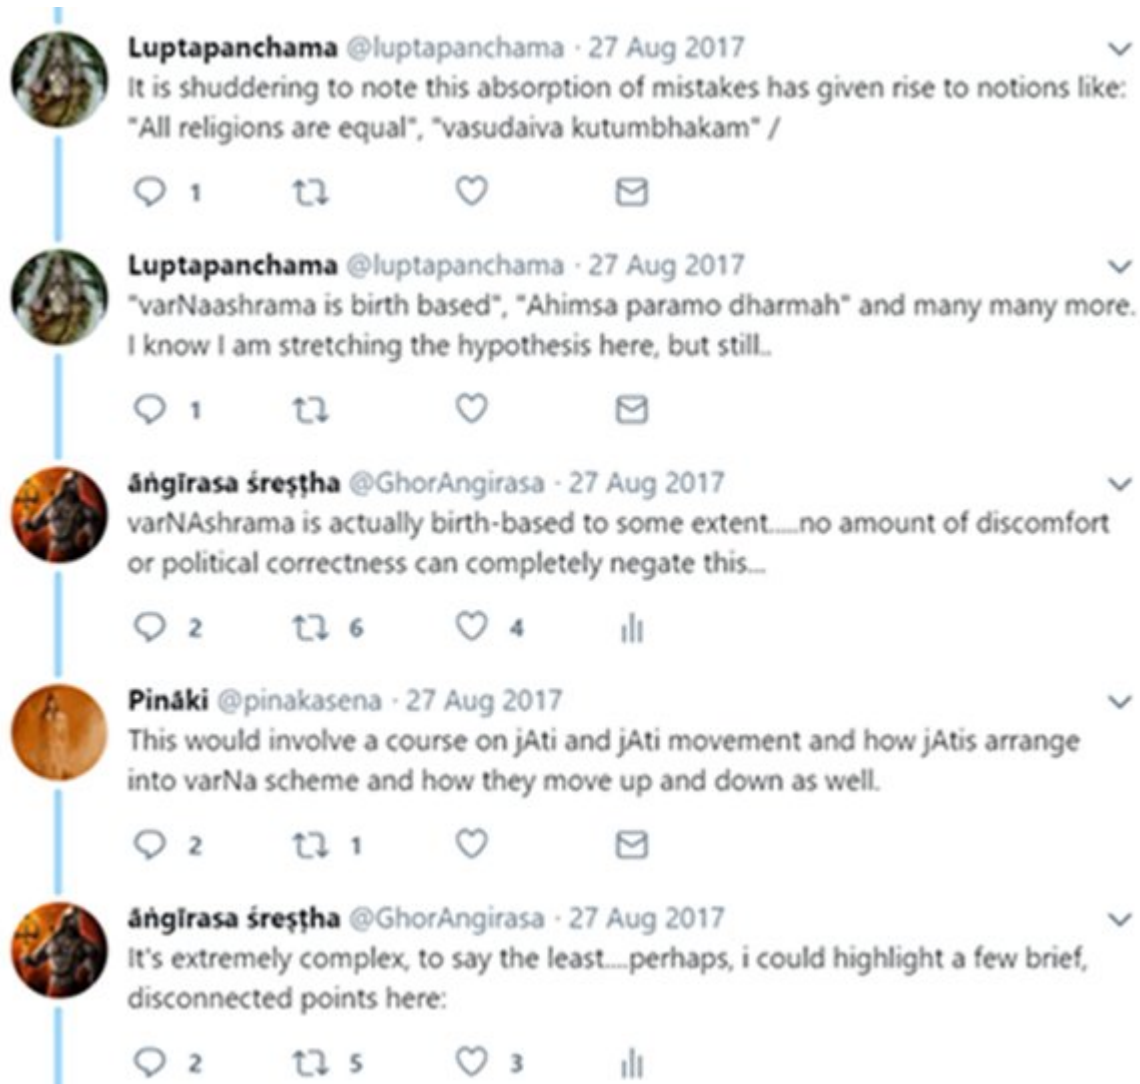 Luptapanchama @luptapanchama · 27 Aug 2017
It is shuddering to note this absorption of mistakes has given rise to notions like:
"All religions are equal", "vasudaiva kutumbhakam" /
1
Luptapanchama @luptapanchama · 27 Aug 2017
"varNaashrama is birth based", "Ahimsa paramo dharmah" and many many more.
I know I am stretching the hypothesis here, but still..
1
āṅgīrasa śreṣṭha @GhorAngirasa · 27 Aug 2017
varNAshrama is actually birth-based to some extent.....no amount of discomfort
or political correctness can completely negate this...
2 6 4
Pināki @pinakasena · 27 Aug 2017
This would involve a course on jAti and jAti movement and how jAtis arrange
into varNa scheme and how they move up and down as well.
2 1
āṅgīrasa śreṣṭha @GhorAngirasa · 27 Aug 2017
It's extremely complex, to say the least....perhaps, i could highlight a few brief,
disconnected points here:
2 5 3